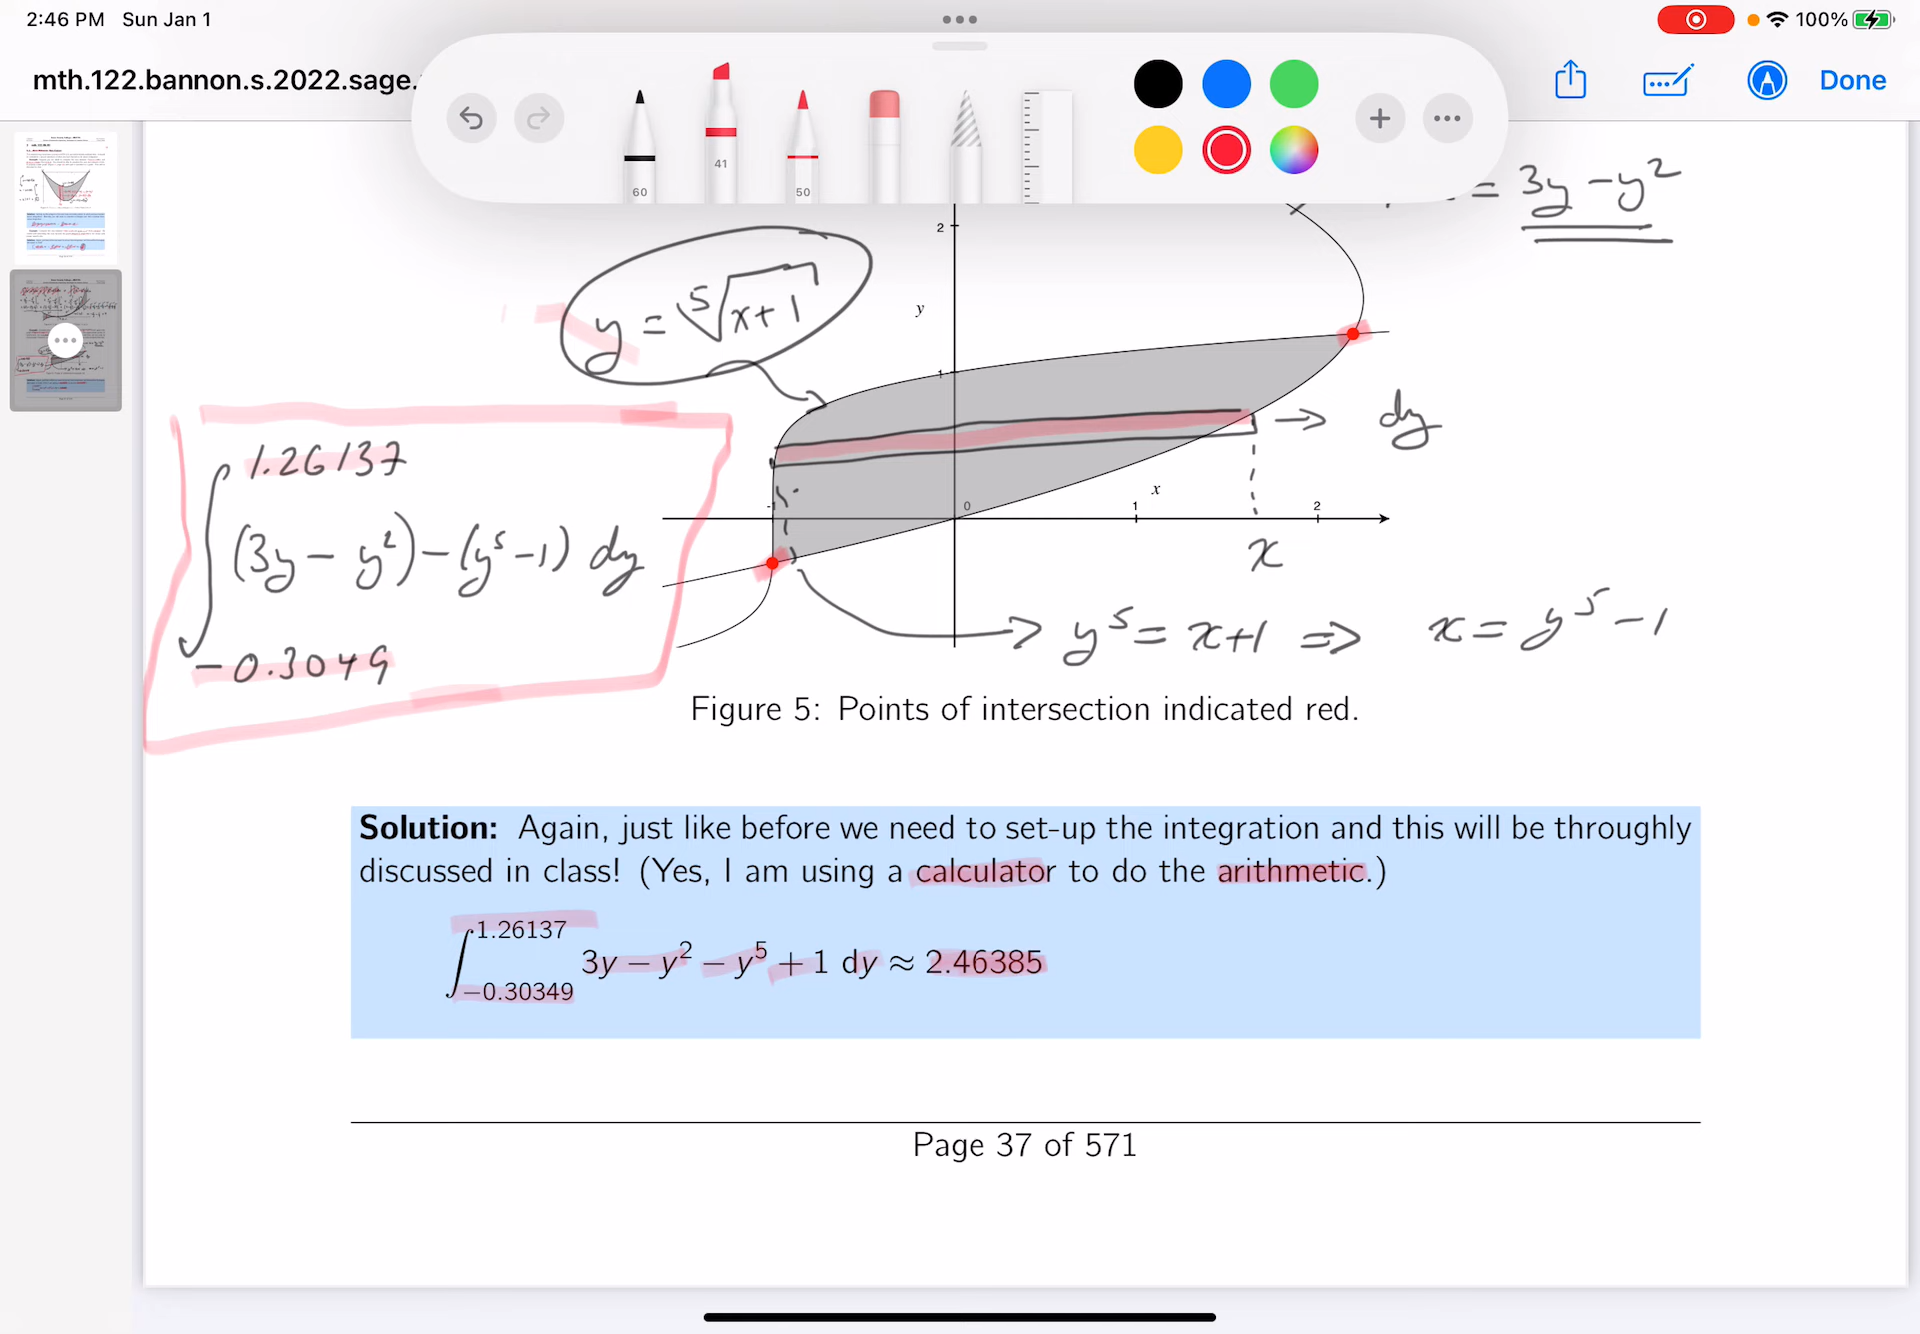 2:46 PM Sun Jan 1
100%
mth.122.bannon.s.2022.sage.
Done
60
41
50
= 3y - y²
2
y
y = ⁵√x+1
1
dy
∫ 1.26137
(3y - y²) - (y⁵ - 1) dy
-0.3049
-1
0
1
x
2
x
y⁵ = x+1 ⇒ x = y⁵ - 1
Figure 5: Points of intersection indicated red.
Solution: Again, just like before we need to set-up the integration and this will be throughly
discussed in class! (Yes, I am using a calculator to do the arithmetic.)
∫ 1.26137
3y − y² − y⁵ + 1 dy ≈ 2.46385
−0.30349
Page 37 of 571